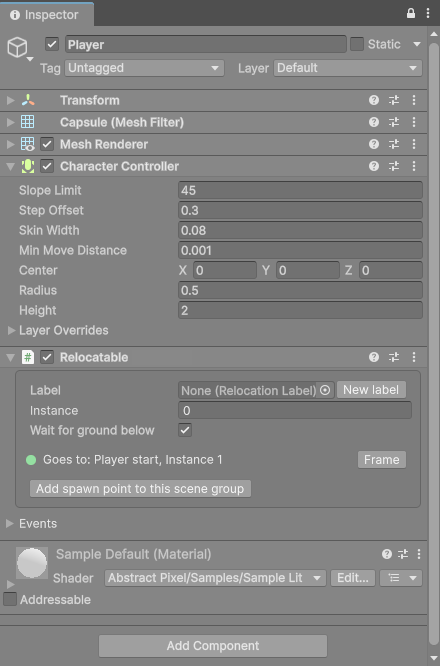 Inspector
Player
Static
Tag Untagged Layer Default
Transform
Capsule (Mesh Filter)
Mesh Renderer
Character Controller
Slope Limit 45
Step Offset 0.3
Skin Width 0.08
Min Move Distance 0.001
Center X 0 Y 0 Z 0
Radius 0.5
Height 2
Layer Overrides
# Relocatable
Label None (Relocation Label) New label
Instance 0
Wait for ground below
Goes to: Player start, Instance 1 Frame
Add spawn point to this scene group
Events
Sample Default (Material)
Shader Abstract Pixel/Samples/Sample Lit Edit...
Addressable
Add Component